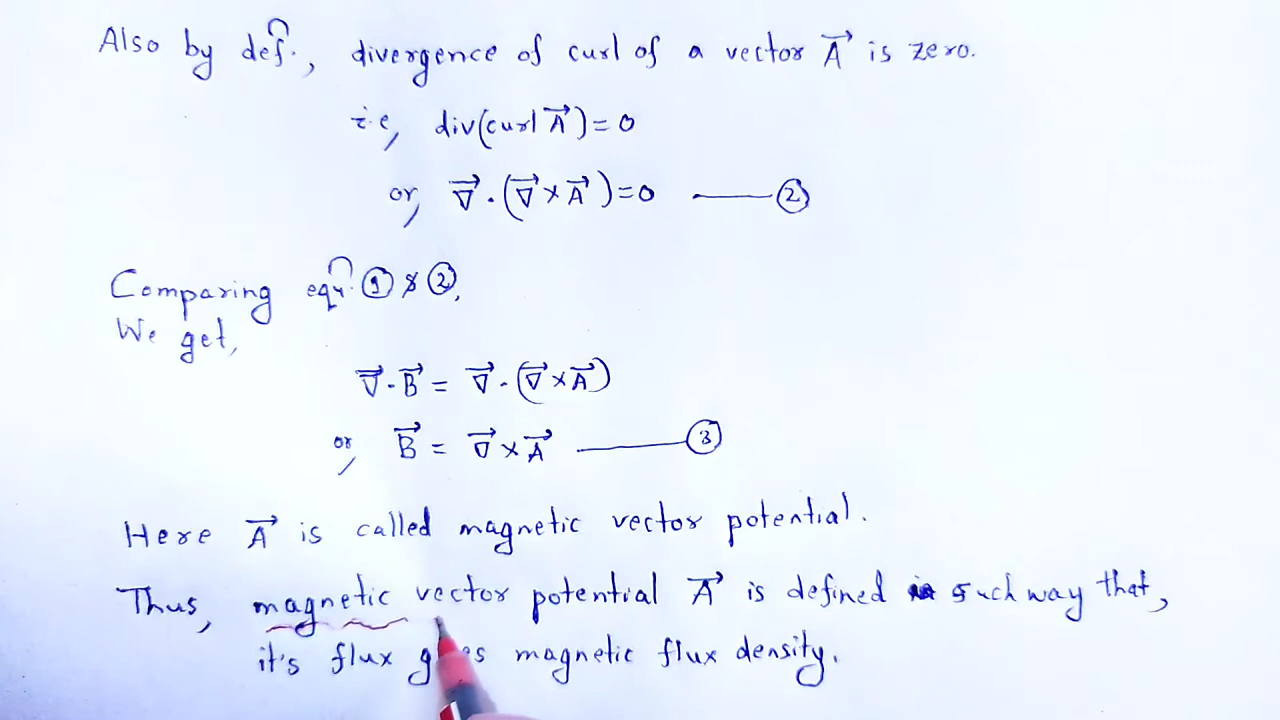 Also by def^n., divergence of curl of a vector A⃗ is zero.
i.e, div(curl A⃗) = 0
or, ∇⃗ . (∇⃗ × A⃗) = 0 —— ②
Comparing equ^n. ① & ②,
We get,
∇⃗ . B⃗ = ∇⃗ . (∇⃗ × A⃗)
or, B⃗ = ∇⃗ × A⃗ —— ③
Here A⃗ is called magnetic vector potential.
Thus, magnetic vector potential A⃗ is defined such way that,
it's flux magnetic flux density.